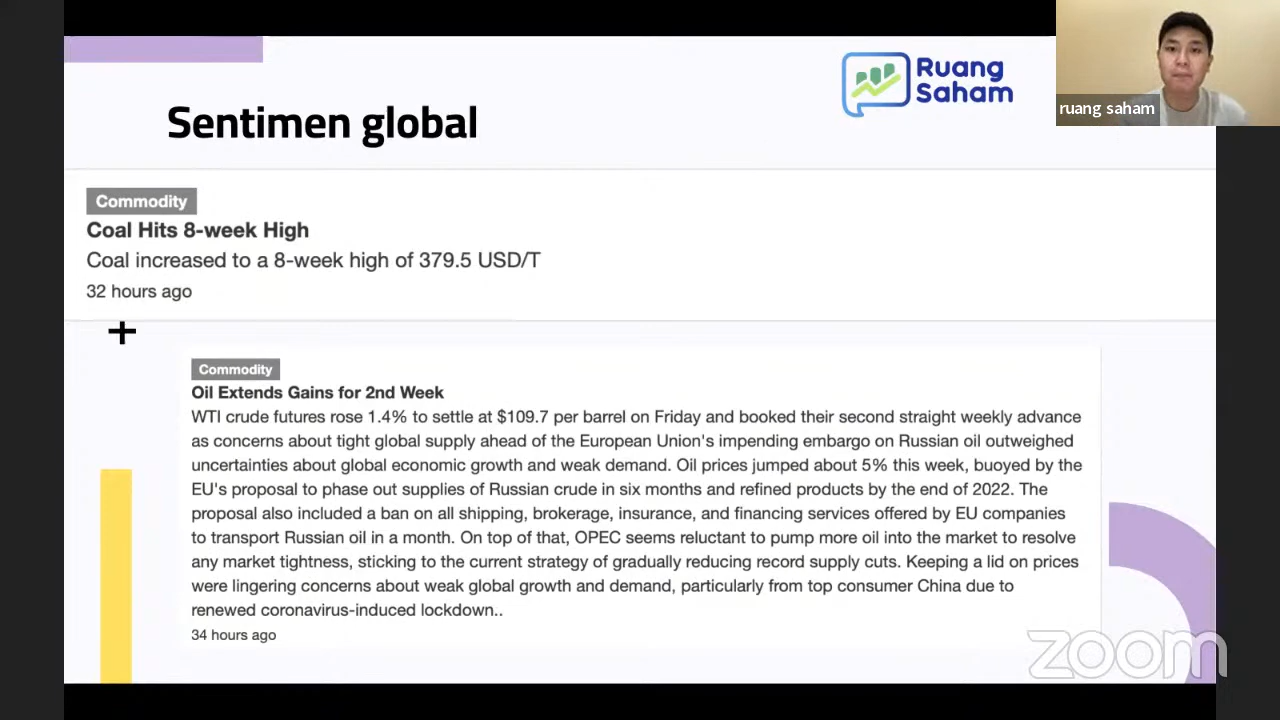 Ruang
Saham
ruang saham
Sentimen global
Commodity
Coal Hits 8-week High
Coal increased to a 8-week high of 379.5 USD/T
32 hours ago
Commodity
Oil Extends Gains for 2nd Week
WTI crude futures rose 1.4% to settle at $109.7 per barrel on Friday and booked their second straight weekly advance
as concerns about tight global supply ahead of the European Union's impending embargo on Russian oil outweighed
uncertainties about global economic growth and weak demand. Oil prices jumped about 5% this week, buoyed by the
EU's proposal to phase out supplies of Russian crude in six months and refined products by the end of 2022. The
proposal also included a ban on all shipping, brokerage, insurance, and financing services offered by EU companies
to transport Russian oil in a month. On top of that, OPEC seems reluctant to pump more oil into the market to resolve
any market tightness, sticking to the current strategy of gradually reducing record supply cuts. Keeping a lid on prices
were lingering concerns about weak global growth and demand, particularly from top consumer China due to
renewed coronavirus-induced lockdown..
34 hours ago
zoom